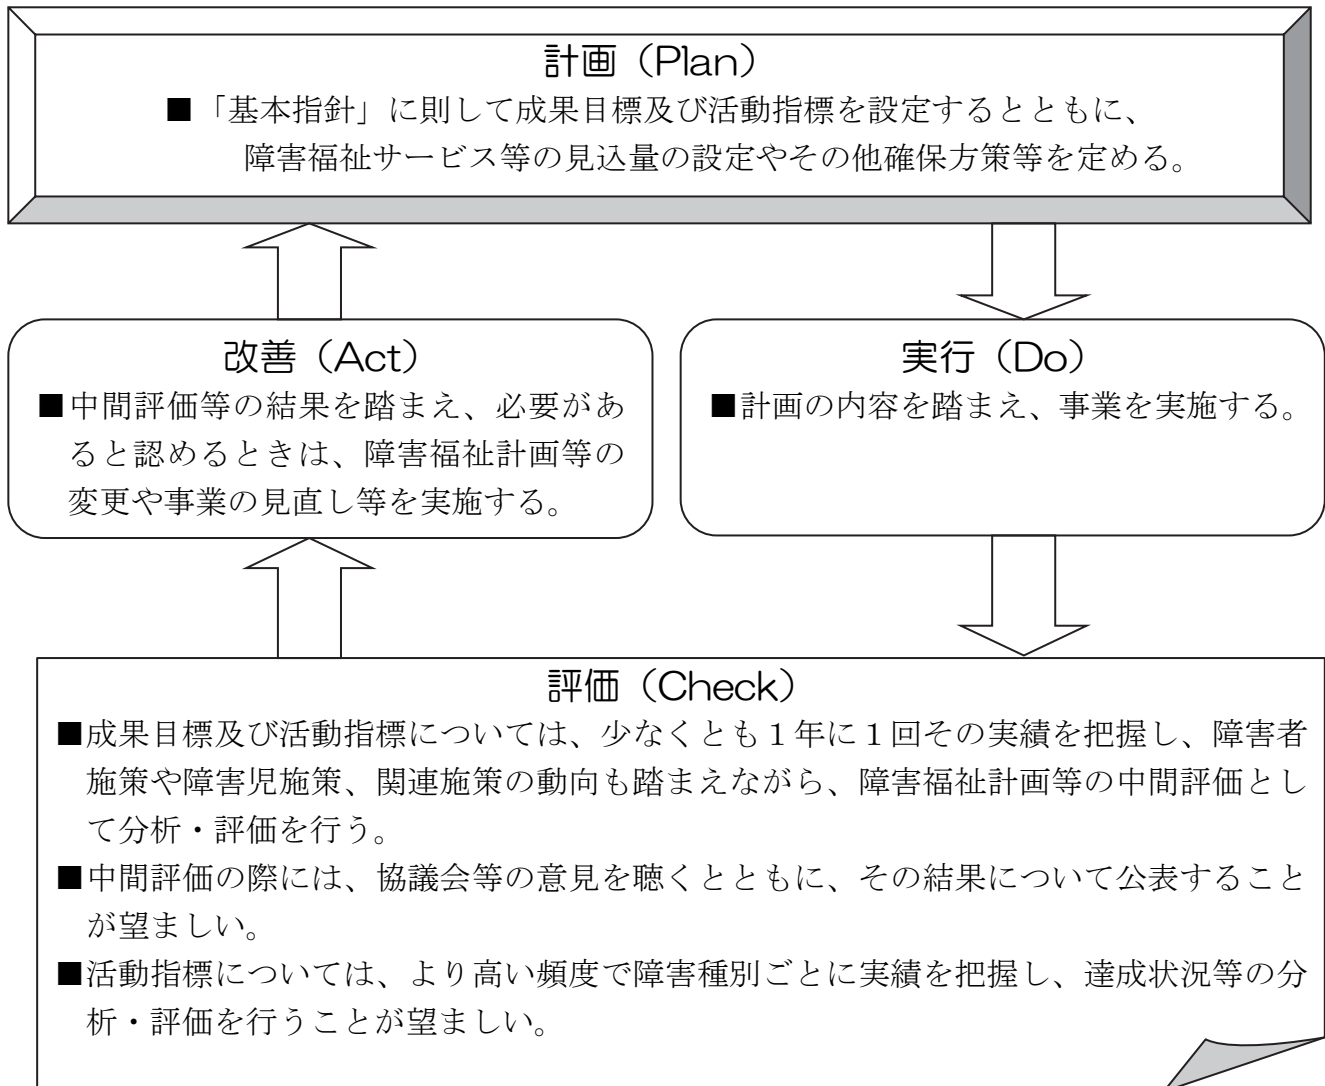 計画（Plan）
■「基本指針」に則して成果目標及び活動指標を設定するとともに、
障害福祉サービス等の見込量の設定やその他確保方策等を定める。
改善（Act）
■中間評価等の結果を踏まえ、必要があ
ると認めるときは、障害福祉計画等の
変更や事業の見直し等を実施する。
実行（Do）
■計画の内容を踏まえ、事業を実施する。
評価（Check）
■成果目標及び活動指標については、少なくとも１年に１回その実績を把握し、障害者
施策や障害児施策、関連施策の動向も踏まえながら、障害福祉計画等の中間評価とし
て分析・評価を行う。
■中間評価の際には、協議会等の意見を聴くとともに、その結果について公表すること
が望ましい。
■活動指標については、より高い頻度で障害種別ごとに実績を把握し、達成状況等の分
析・評価を行うことが望ましい。